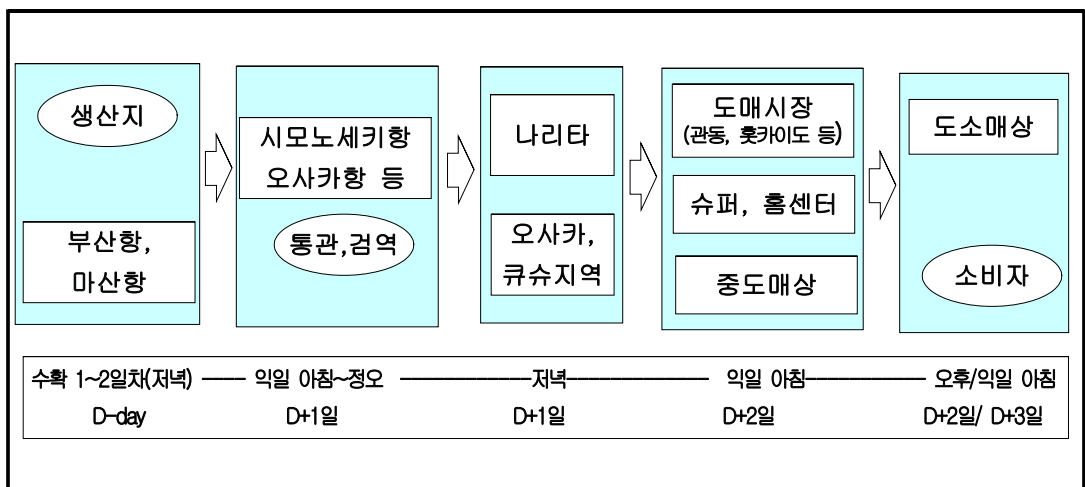 생산지
부산항,
마산항
시모노세키항
오사카항 등
통관,검역
나리타
오사카,
큐슈지역
도매시장
(관동, 홋카이도 등)
슈퍼, 홈센터
중도매상
도소매상
소비자
수확 1~2일차(저녁) ―― 익일 아침~정오 ――――――저녁―――――― 익일 아침―――――― 오후/익일 아침
D-day D+1일 D+1일 D+2일 D+2일/ D+3일